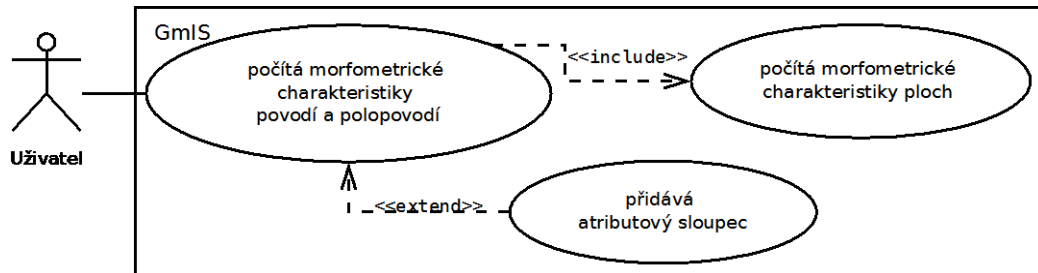 GmIS
počítá morfometrické
charakteristiky
povodí a polopovodí
<<include>>
počítá morfometrické
charakteristiky ploch
Uživatel
<<extend>>
přidává
atributový sloupec